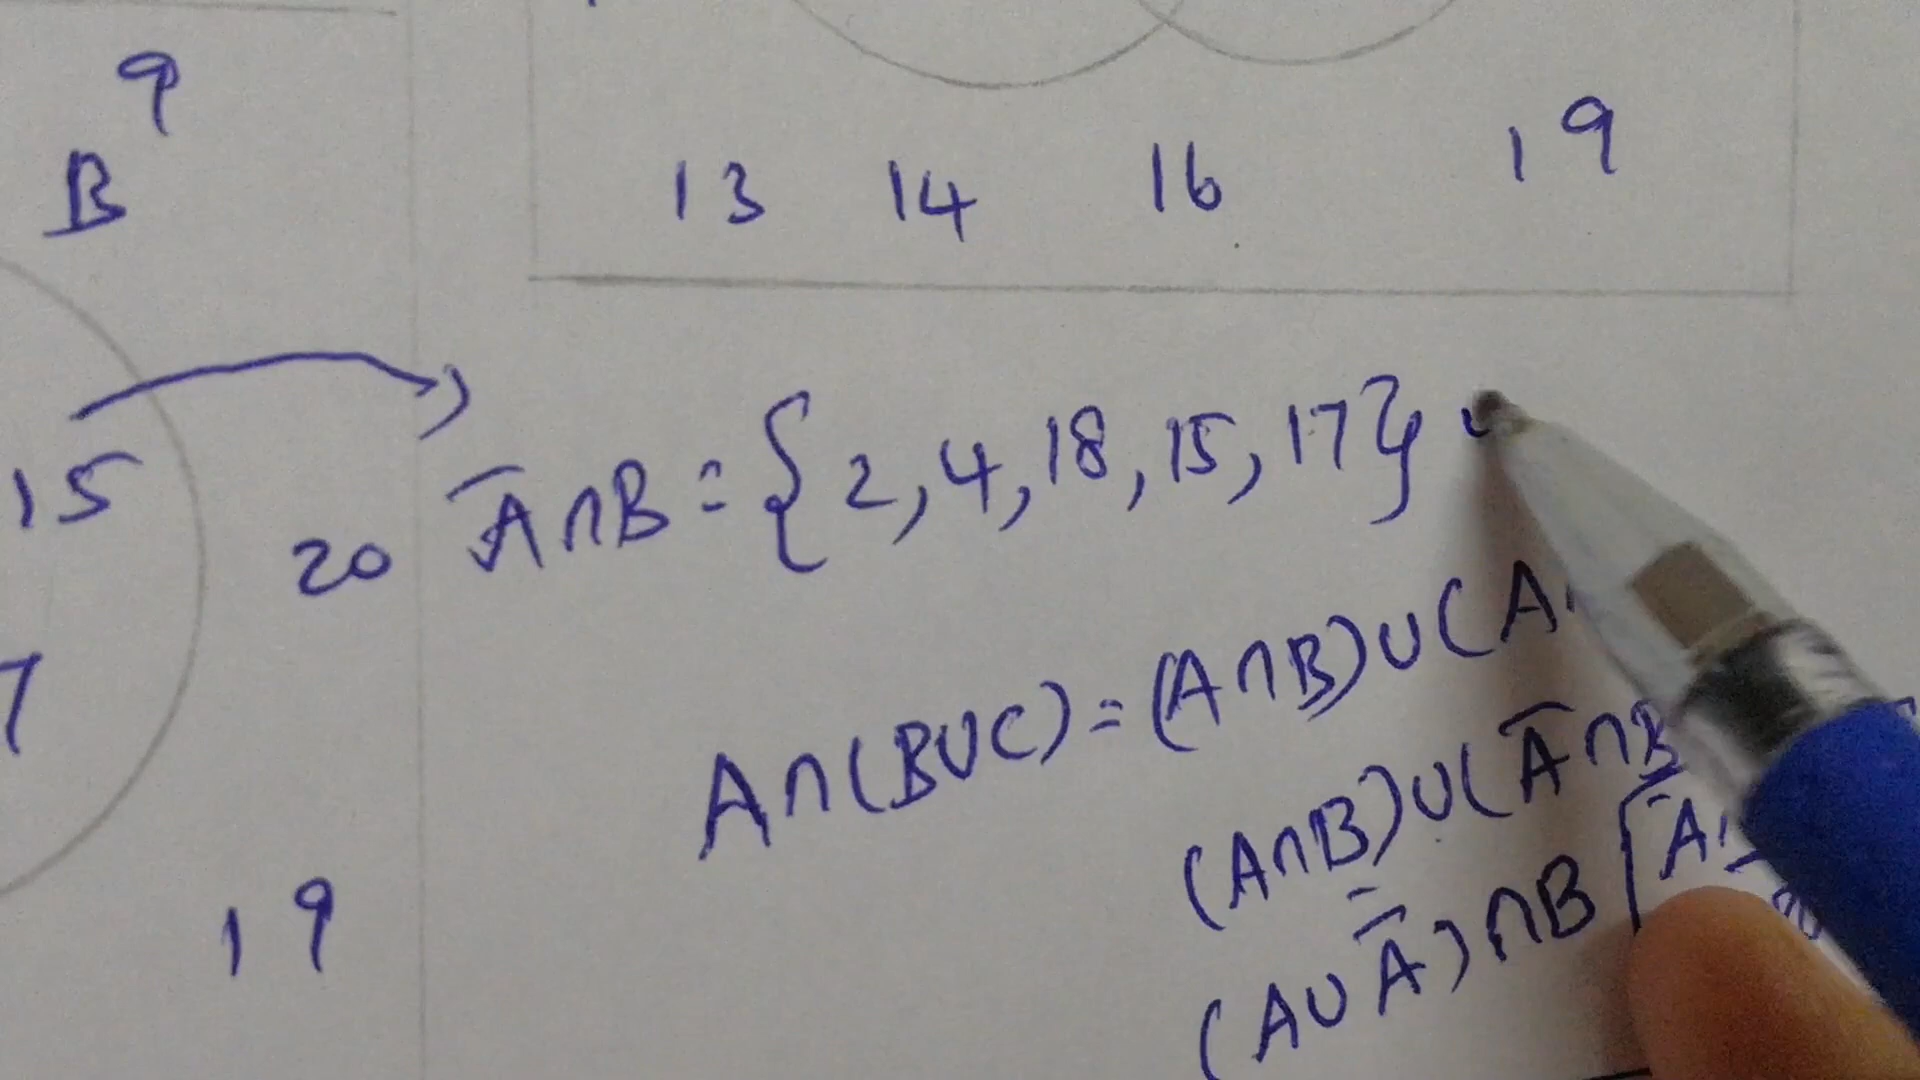 9
B
13 14 16 19
15
20
Ā∩B = {2, 4, 18, 15, 17}
7
A∩(B∪C) = (A∩B)∪(A
(A∩B)∪(Ā∩B
(A∪Ā)∩B
19